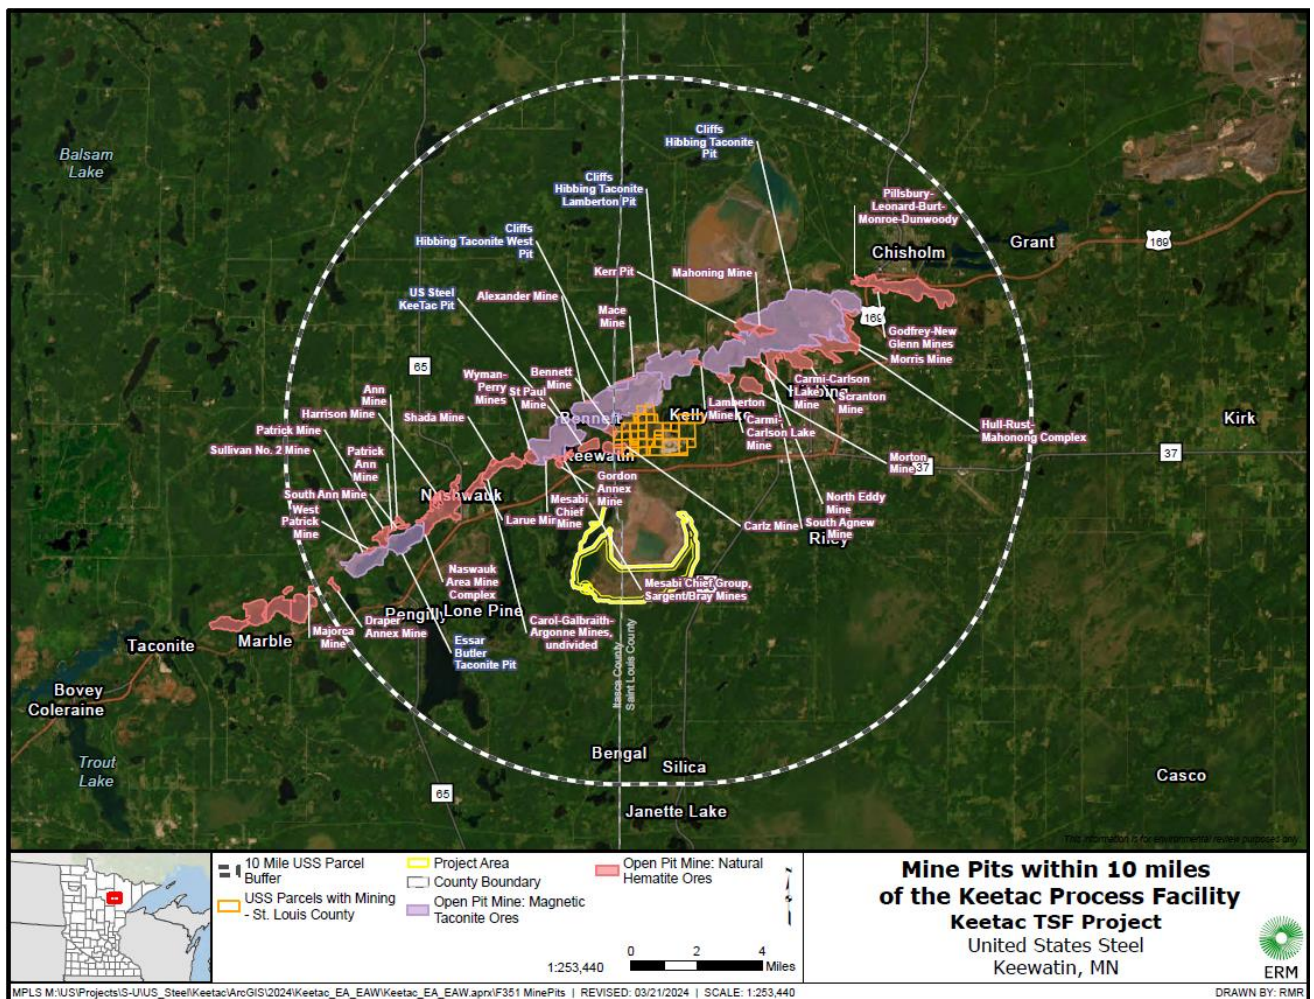 Balsam
Lake
Cliffs
Hibbing Taconite
Pit
Cliffs
Hibbing Taconite
Lamberton Pit
Pillsbury-
Leonard-Burt-
Monroe-Dunwoody
Cliffs
Hibbing Taconite West
Pit
Chisholm
Grant
169
Kerr Pit
Mahoning Mine
US Steel
KeeTac Pit
Alexander Mine
Mace
Mine
169
Godfrey-New
Glenn Mines
Morris Mine
65
Wyman-
Perry
Mines
St Paul
Mine
Bennett
Mine
Carmi-Carlson
Lake
Mine
Scranton
Mine
Ann
Mine
Harrison Mine
Shada Mine
Bennett
Lamberton
Mine
Carmi-
Carlson Lake
Mine
Hull-Rust-
Mahonong Complex
Kirk
Patrick Mine
Sullivan No. 2 Mine
Patrick
Ann
Mine
Keewatin
Morton
Mine
37
37
South Ann Mine
Nashwauk
Gordon
Annex
Mine
West
Patrick
Mine
Larue Mine
Mesabi
Chief
Mine
Carlz Mine
North Eddy
Mine
South Agnew
Mine
Riley
Naswauk
Area Mine
Complex
Mesabi Chief Group,
Sargent/Bray Mines
Pengilly
Lone Pine
Majorca
Mine
Draper
Annex Mine
Carol-Galbraith-
Argonne Mines,
undivided
Taconite
Marble
Essar
Butler
Taconite Pit
Itasca County
Saint Louis County
Bovey
Coleraine
Trout
Lake
Bengal
Silica
Casco
65
Janette Lake
This information is for environmental review purposes only.
10 Mile USS Parcel
Buffer
USS Parcels with Mining
- St. Louis County
Project Area
County Boundary
Open Pit Mine: Magnetic
Taconite Ores
Open Pit Mine: Natural
Hematite Ores
1:253,440
0 2 4
Miles
Mine Pits within 10 miles
of the Keetac Process Facility
Keetac TSF Project
United States Steel
Keewatin, MN
ERM
MPLS M:\US\Projects\S-U\US_Steel\Keetac\ArcGIS\2024\Keetac_EA_EAW\Keetac_EA_EAW.aprx\F351 MinePits | REVISED: 03/21/2024 | SCALE: 1:253,440
DRAWN BY: RMR